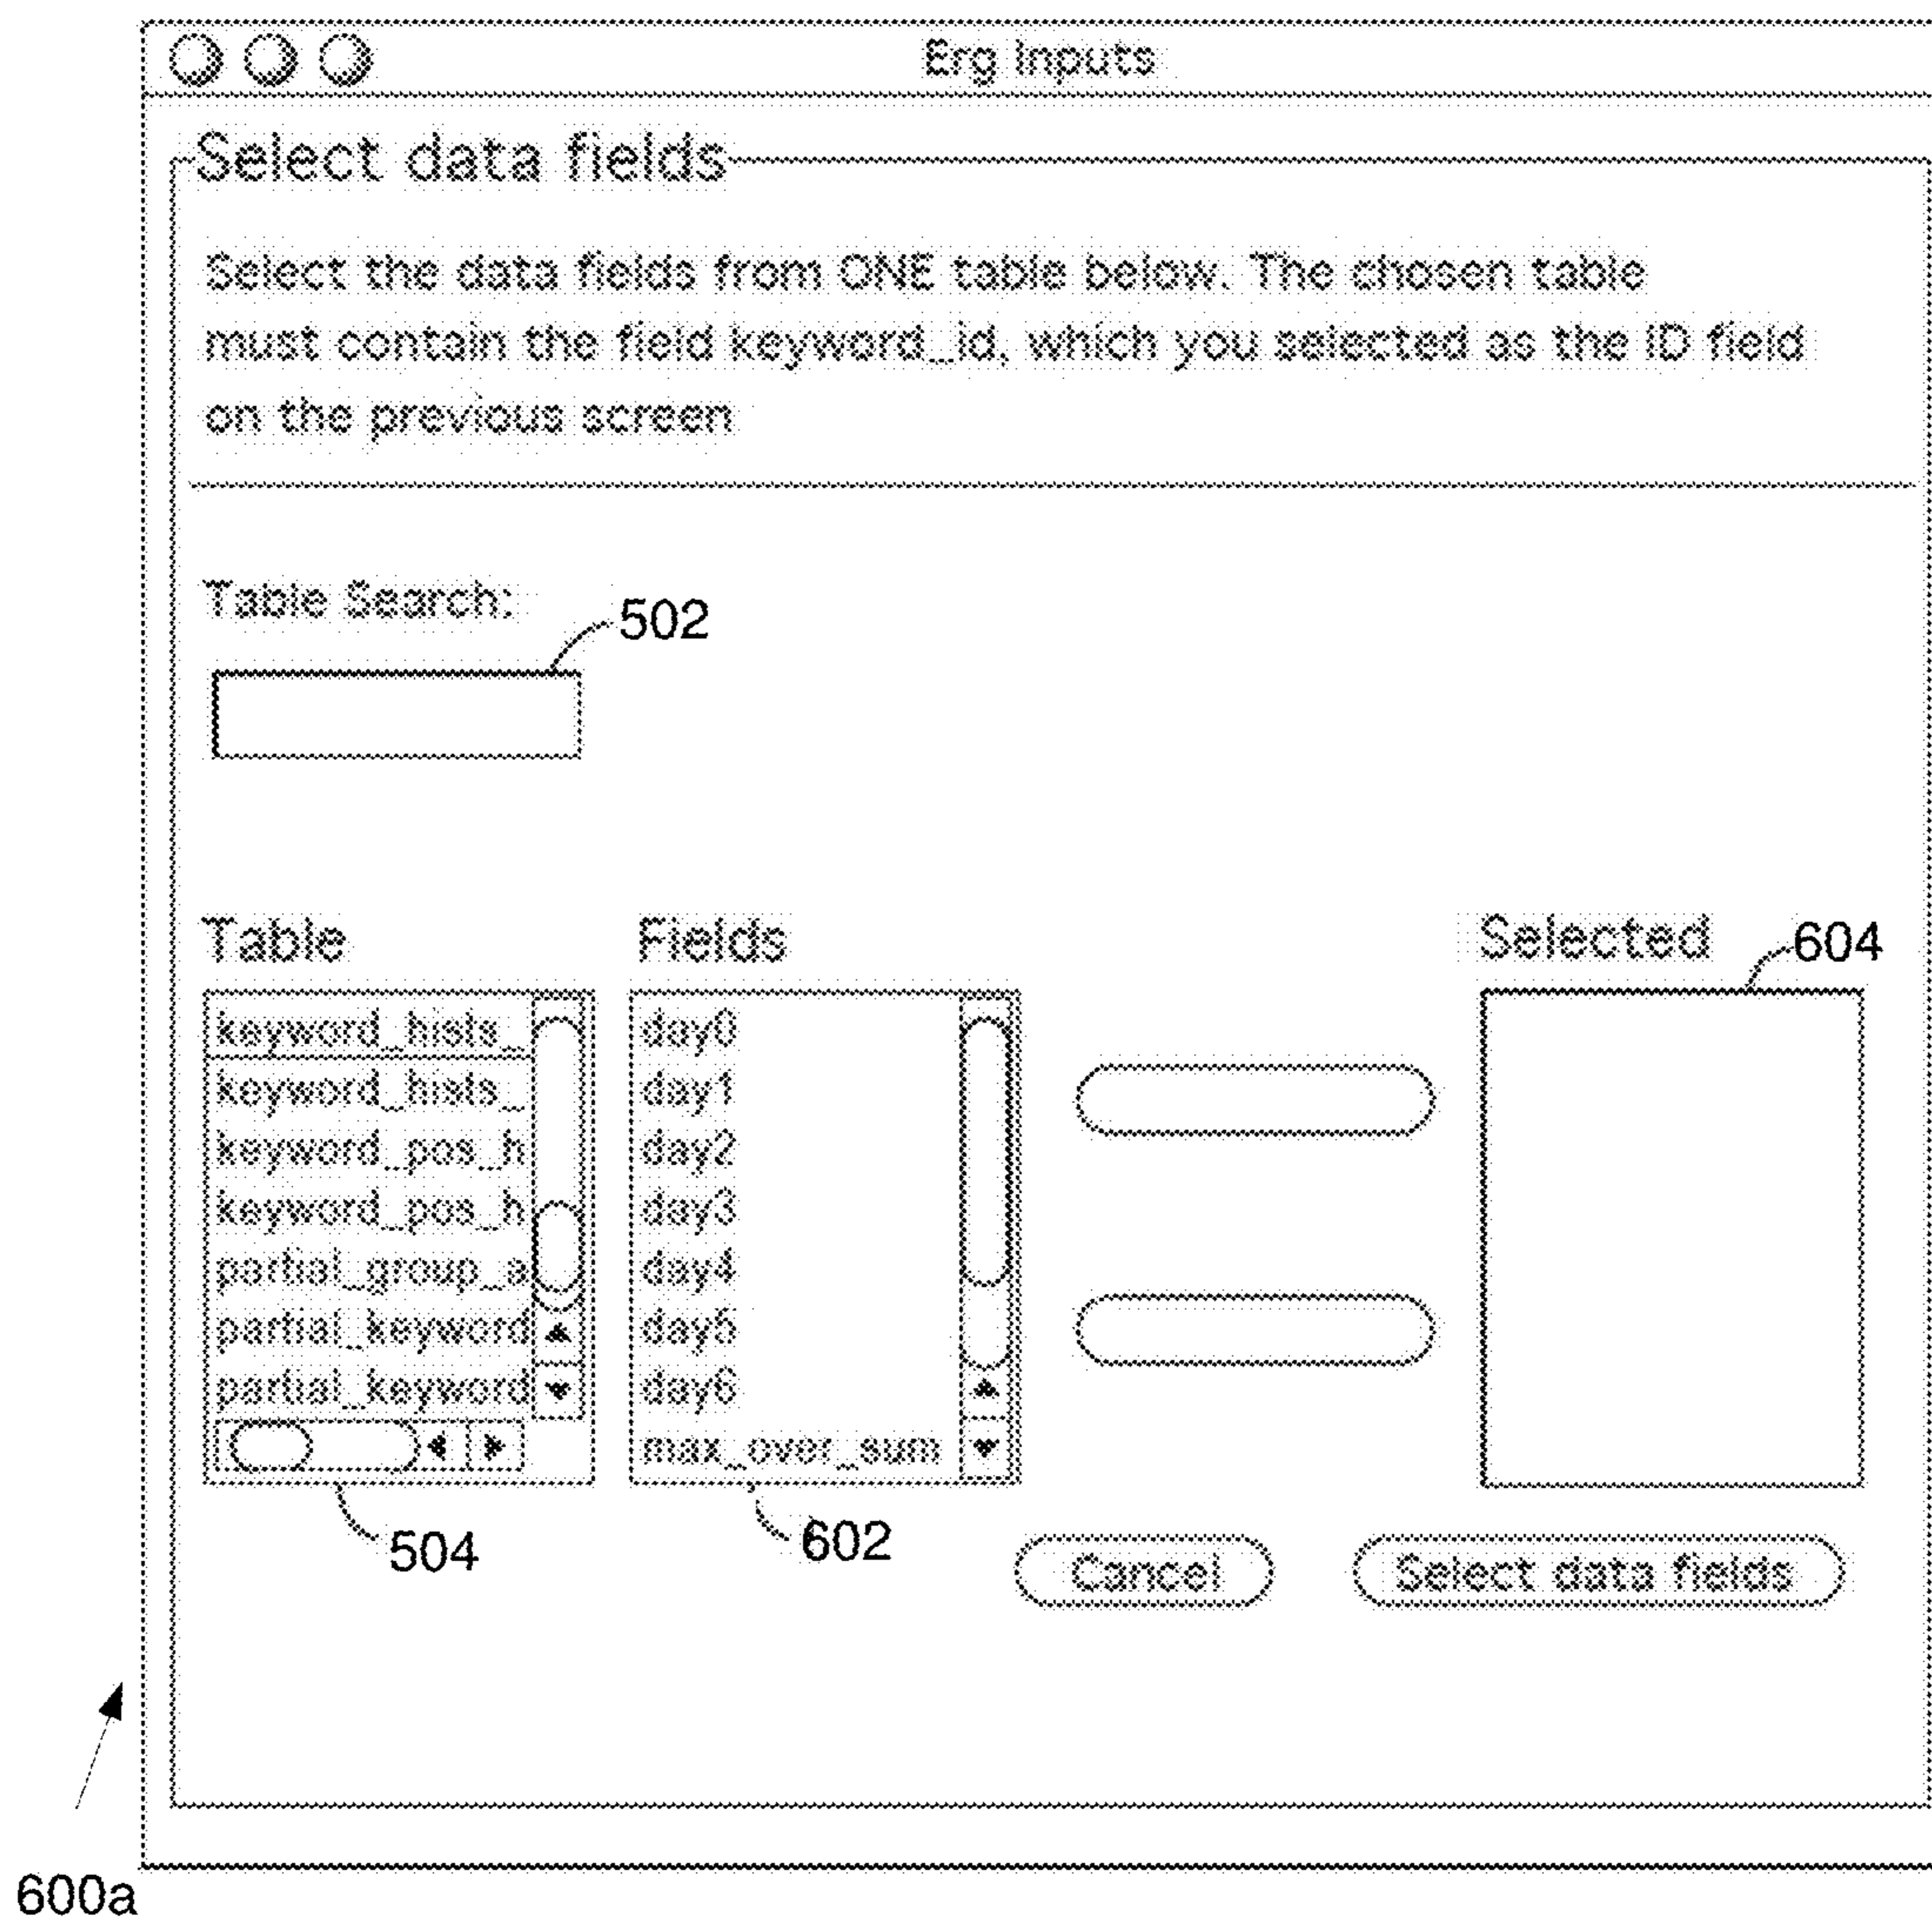 Erg Inputs
Select data fields
Select the data fields from ONE table below. The chosen table
must contain the field keyword_id, which you selected as the ID field
on the previous screen
Table Search:
502
Table
Fields
Selected
604
keyword_hists_
keyword_hists_
keyword_pos_h
keyword_pos_h
partial_group_a
partial_keyword
partial_keyword
day0
day1
day2
day3
day4
day5
day6
max_over_sum
504
602
Cancel
Select data fields
600a